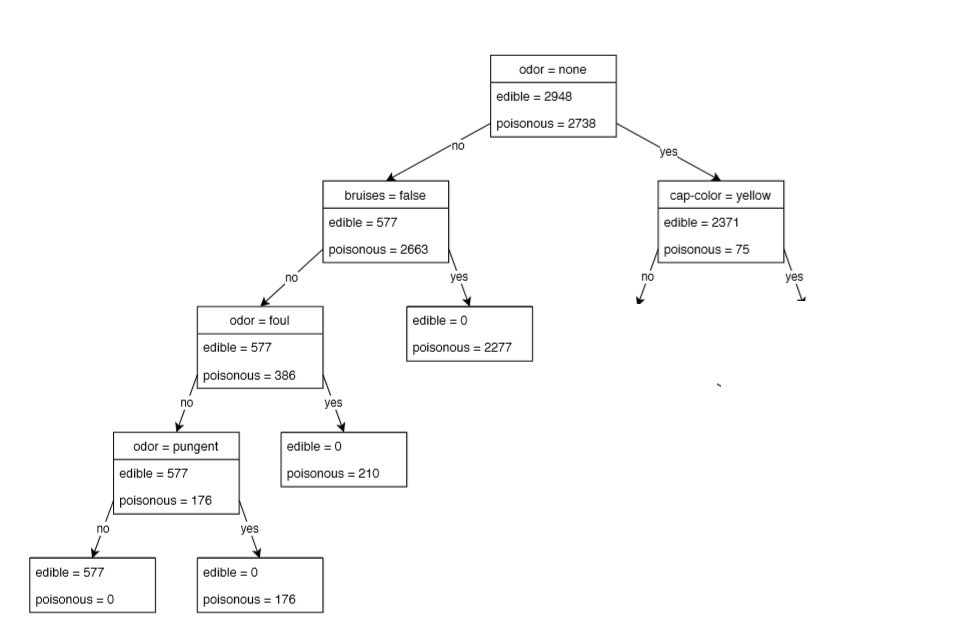 odor = none
edible = 2948
poisonous = 2738
no
yes
bruises = false
edible = 577
poisonous = 2663
cap-color = yellow
edible = 2371
poisonous = 75
no
yes
no
yes
odor = foul
edible = 577
poisonous = 386
edible = 0
poisonous = 2277
no
yes
odor = pungent
edible = 577
poisonous = 176
edible = 0
poisonous = 210
no
yes
edible = 577
poisonous = 0
edible = 0
poisonous = 176